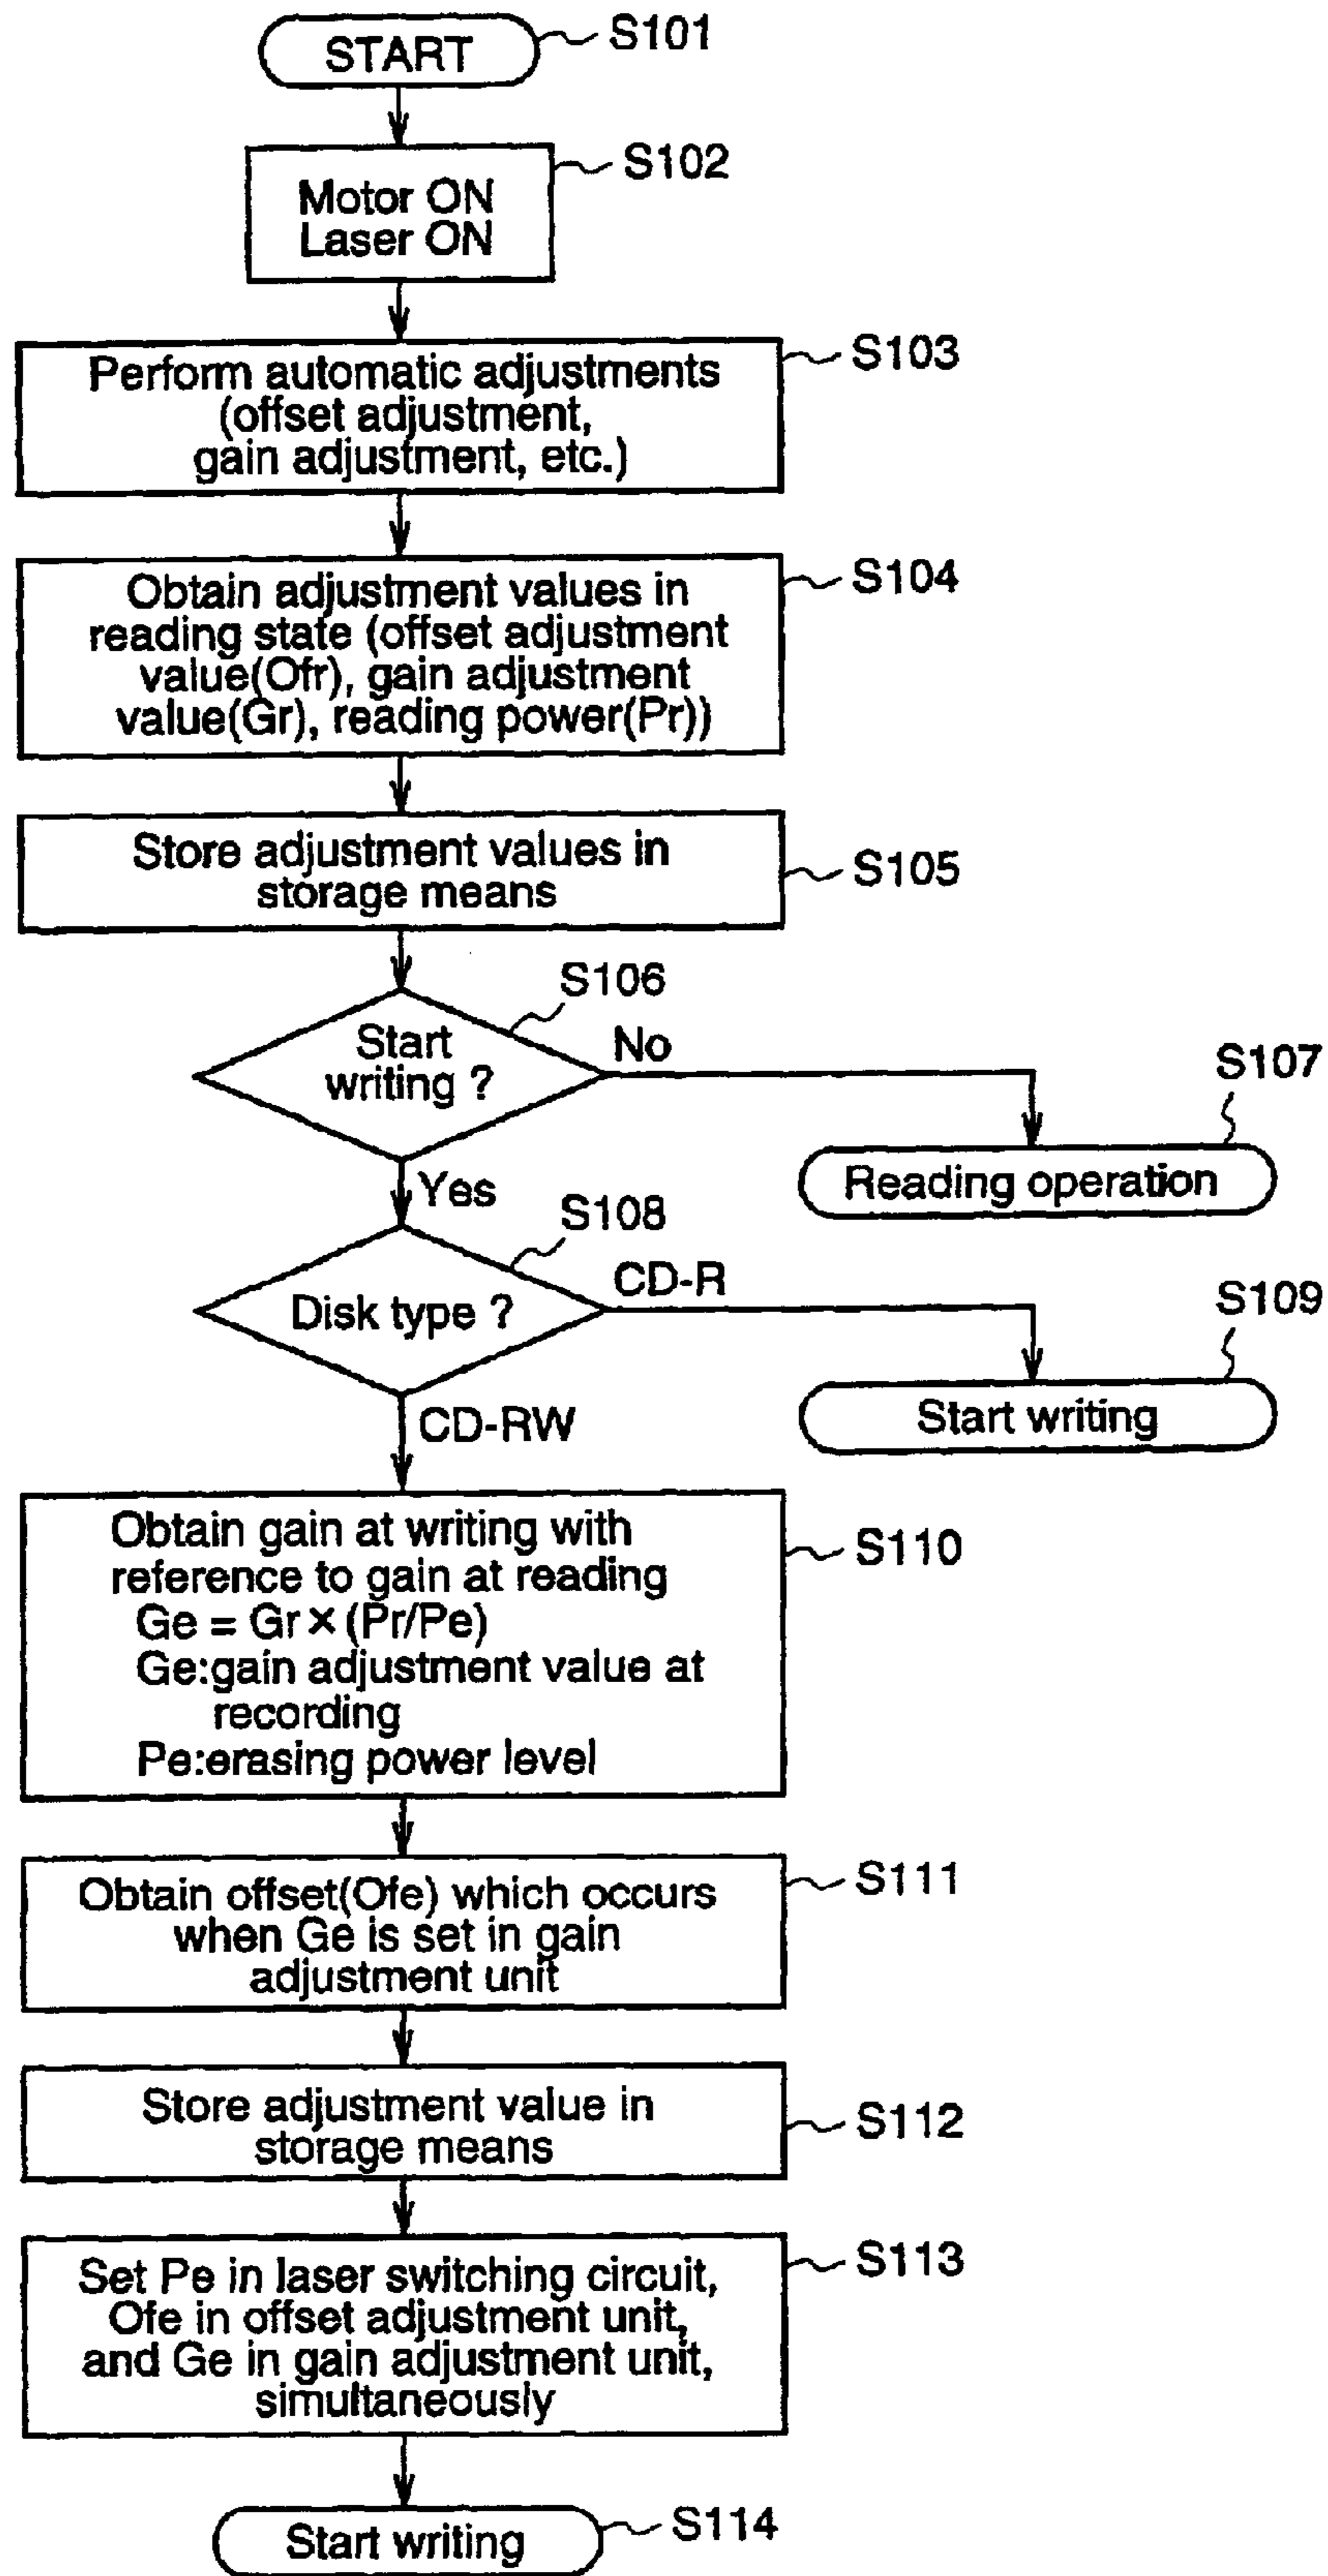 START
S101
Motor ON
Laser ON
S102
Perform automatic adjustments
(offset adjustment,
gain adjustment, etc.)
S103
Obtain adjustment values in
reading state (offset adjustment
value(Ofr), gain adjustment
value(Gr), reading power(Pr))
S104
Store adjustment values in
storage means
S105
S106
Start
writing ?
No
S107
Reading operation
Yes
S108
Disk type ?
CD-R
S109
Start writing
CD-RW
Obtain gain at writing with
reference to gain at reading
Ge = Gr × (Pr/Pe)
Ge:gain adjustment value at
recording
Pe:erasing power level
S110
Obtain offset(Ofe) which occurs
when Ge is set in gain
adjustment unit
S111
Store adjustment value in
storage means
S112
Set Pe in laser switching circuit,
Ofe in offset adjustment unit,
and Ge in gain adjustment unit,
simultaneously
S113
Start writing
S114